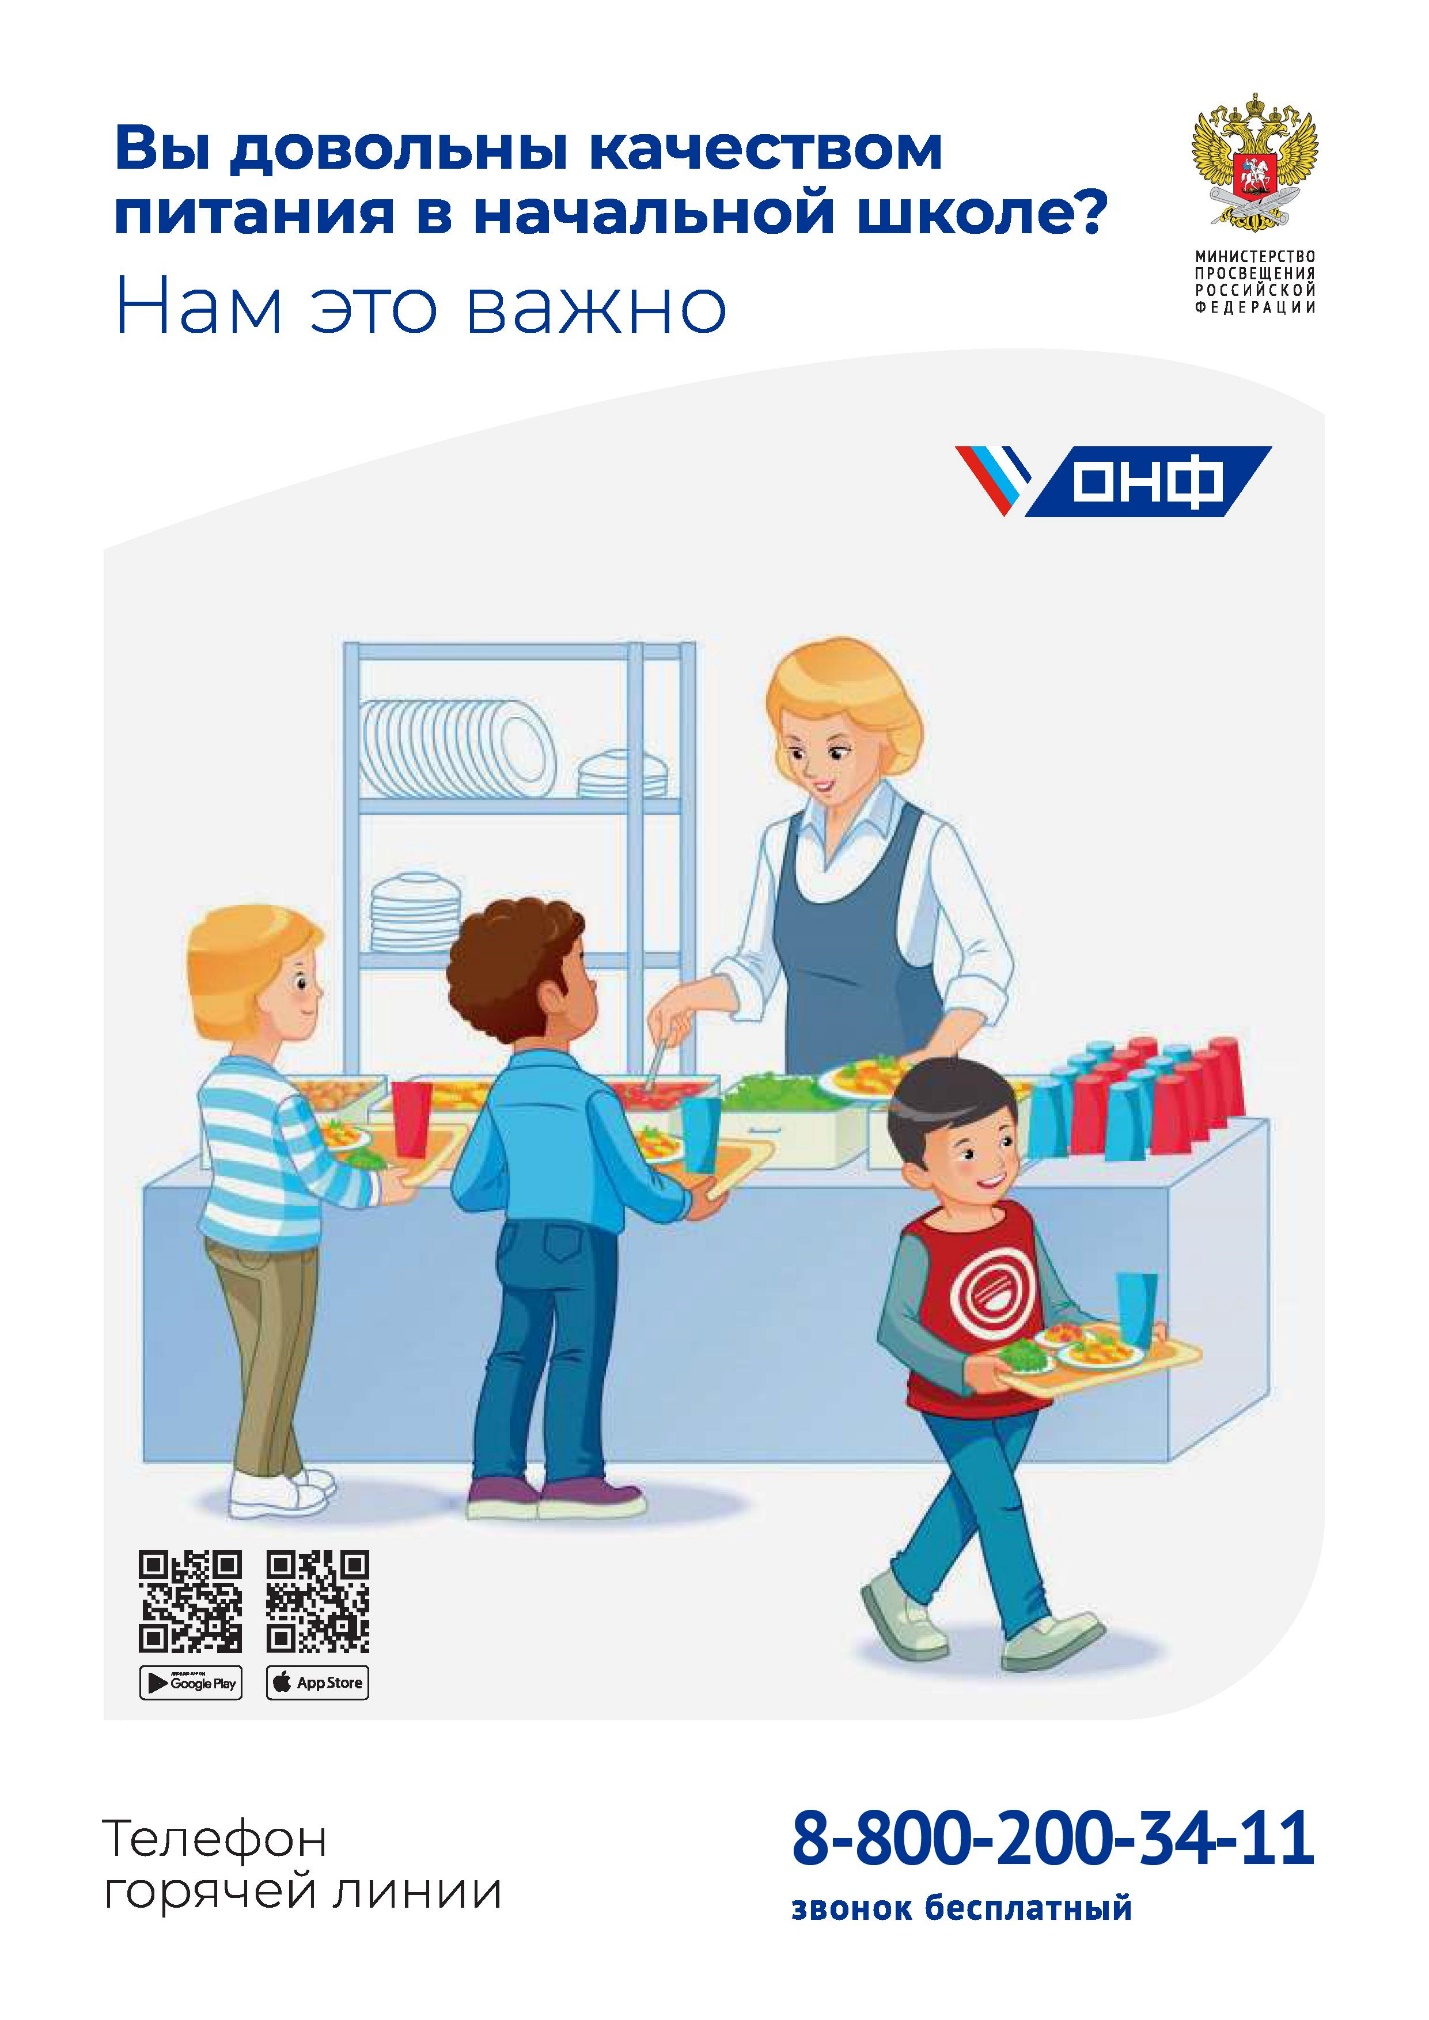 Вы довольны качеством
питания в начальной школе?
Нам это важно
МИНИСТЕРСТВО
ПРОСВЕЩЕНИЯ
РОССИЙСКОЙ
ФЕДЕРАЦИИ
ОНФ
Google Play
App Store
Телефон
горячей линии
8-800-200-34-11
звонок бесплатный